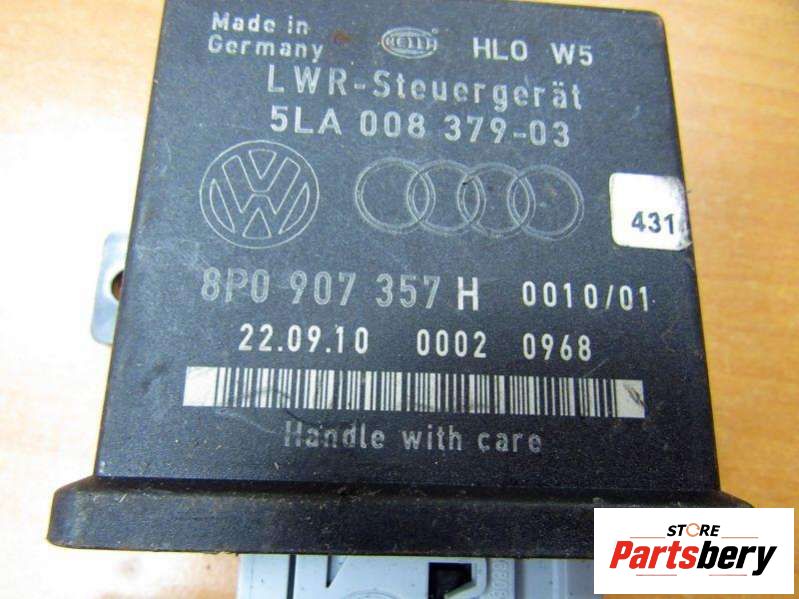 Made in
Germany
HELLA
HLO W5
LWR-Steuergerät
5LA 008 379-03
431
8P0 907 357 H 0010/01
22.09.10 0002 0968
Handle with care
STORE
Partsbery